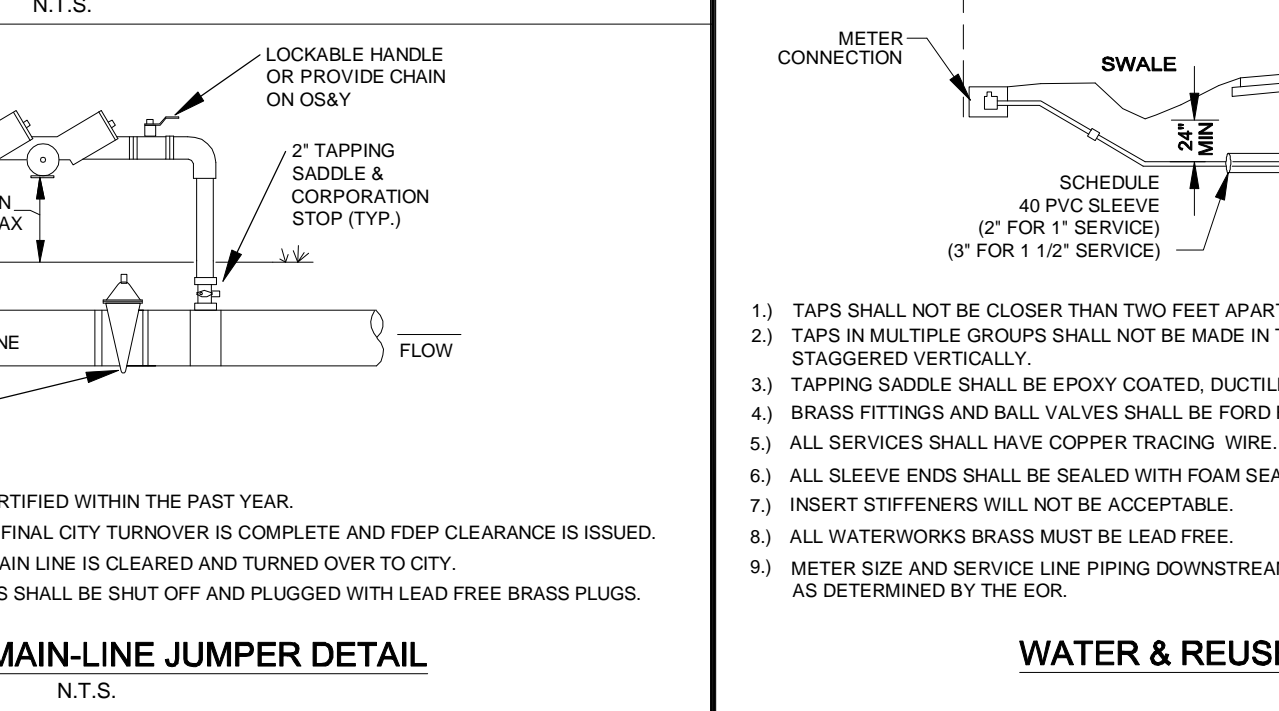 N.T.S.
LOCKABLE HANDLE
OR PROVIDE CHAIN
ON OS&Y
2" TAPPING
SADDLE &
CORPORATION
STOP (TYP.)
FLOW
CERTIFIED WITHIN THE PAST YEAR.
FINAL CITY TURNOVER IS COMPLETE AND FDEP CLEARANCE IS ISSUED.
MAIN LINE IS CLEARED AND TURNED OVER TO CITY.
SHALL BE SHUT OFF AND PLUGGED WITH LEAD FREE BRASS PLUGS.
MAIN-LINE JUMPER DETAIL
N.T.S.
METER
CONNECTION
SWALE
24"
MIN
SCHEDULE
40 PVC SLEEVE
(2" FOR 1" SERVICE)
(3" FOR 1 1/2" SERVICE)
1.) TAPS SHALL NOT BE CLOSER THAN TWO FEET APART
2.) TAPS IN MULTIPLE GROUPS SHALL NOT BE MADE IN
STAGGERED VERTICALLY.
3.) TAPPING SADDLE SHALL BE EPOXY COATED,
4.) BRASS FITTINGS AND BALL VALVES SHALL BE FORD
5.) ALL SERVICES SHALL HAVE COPPER TRACING WIRE.
6.) ALL SLEEVE ENDS SHALL BE SEALED WITH FOAM
7.) INSERT STIFFENERS WILL NOT BE ACCEPTABLE.
8.) ALL WATERWORKS BRASS MUST BE LEAD FREE.
9.) METER SIZE AND SERVICE LINE PIPING
AS DETERMINED BY THE EOR.
WATER &